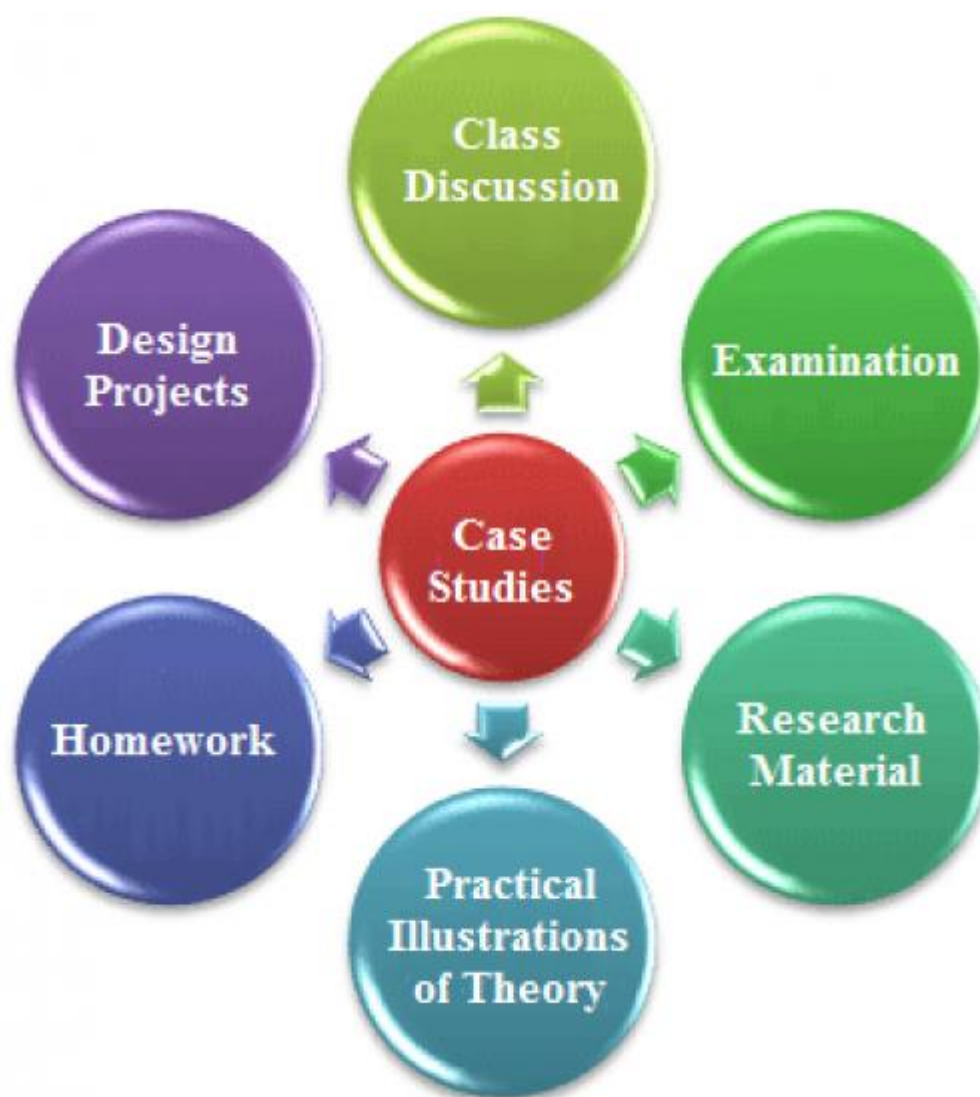 Class
Discussion
Examination
Research
Material
Practical
Illustrations
of Theory
Homework
Design
Projects
Case
Studies